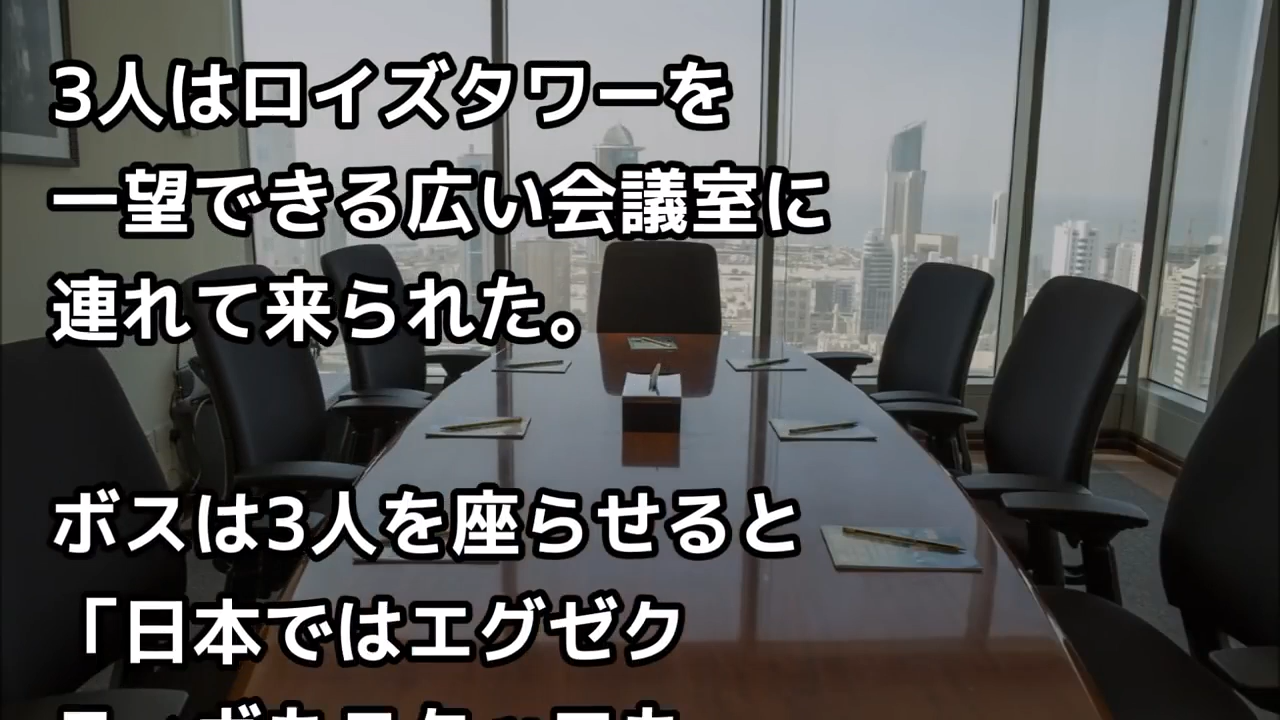 3人はロイズタワーを
一望できる広い会議室に
連れて来られた。
ボスは3人を座らせると
「日本ではエグゼク